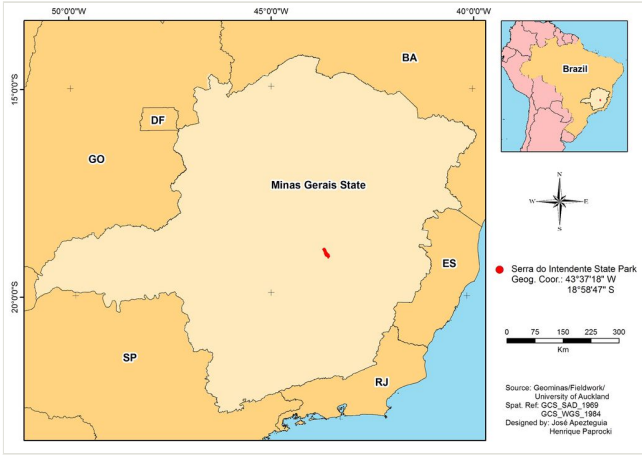 50°0'0"W
45°0'0"W
40°0'0"W
15°0'0"S
20°0'0"S
BA
DF
GO
Minas Gerais State
ES
SP
RJ
Brazil
N
W
E
S
Serra do Intendente State Park
Geog. Coor.: 43°37'18" W
18°58'47" S
0 75 150 225 300
Km
Source: Geominas/Fieldwork/
University of Auckland
Spat. Ref: GCS_SAD_1969
GCS_WGS_1984
Designed by: José Apezteguia
Henrique Paprocki